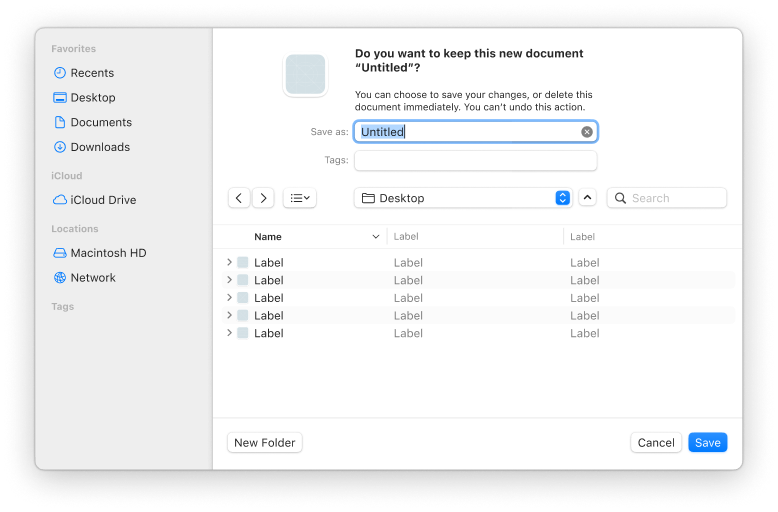 Favorites
Recents
Desktop
Documents
Downloads
iCloud
iCloud Drive
Locations
Macintosh HD
Network
Tags
Do you want to keep this new document
“Untitled”?
You can choose to save your changes, or delete this
document immediately. You can’t undo this action.
Save as: Untitled
Tags:
Desktop Search
Name Label Label
Label Label Label
Label Label Label
Label Label Label
Label Label Label
Label Label Label
New Folder Cancel Save